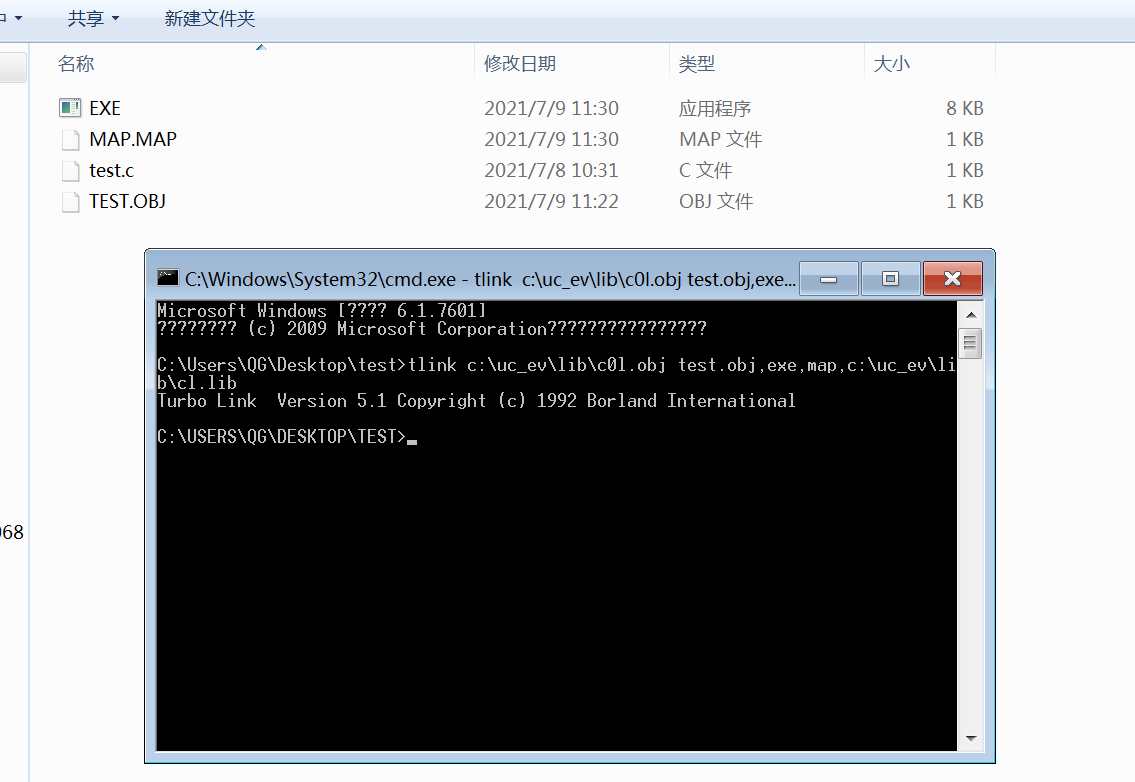 共享 新建文件夹
名称 修改日期 类型 大小
EXE 2021/7/9 11:30 应用程序 8 KB
MAP.MAP 2021/7/9 11:30 MAP 文件 1 KB
test.c 2021/7/8 10:31 C 文件 1 KB
TEST.OBJ 2021/7/9 11:22 OBJ 文件 1 KB
C:\Windows\System32\cmd.exe - tlink  c:\uc_ev\lib\c0l.obj test.obj,exe...
Microsoft Windows [???? 6.1.7601]
???????? (c) 2009 Microsoft Corporation????????????????
C:\Users\QG\Desktop\test>tlink c:\uc_ev\lib\c0l.obj test.obj,exe,map,c:\uc_ev\li
b\cl.lib
Turbo Link  Version 5.1 Copyright (c) 1992 Borland International
C:\USERS\QG\DESKTOP\TEST>
068